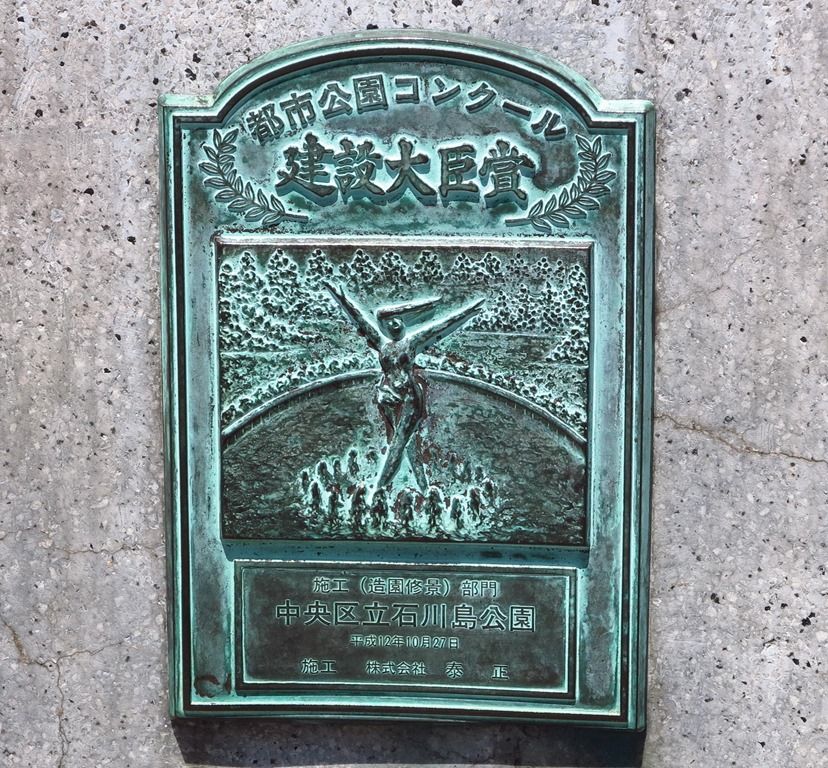 都市公園コンクール
建設大臣賞
施工(造園修景)部門
中央区立石川島公園
平成12年10月27日
施工 株式会社 泰 正